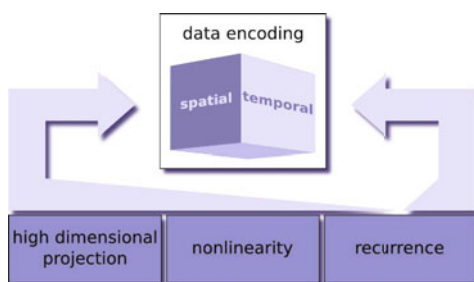 data encoding
spatial
temporal
high dimensional
projection
nonlinearity
recurrence